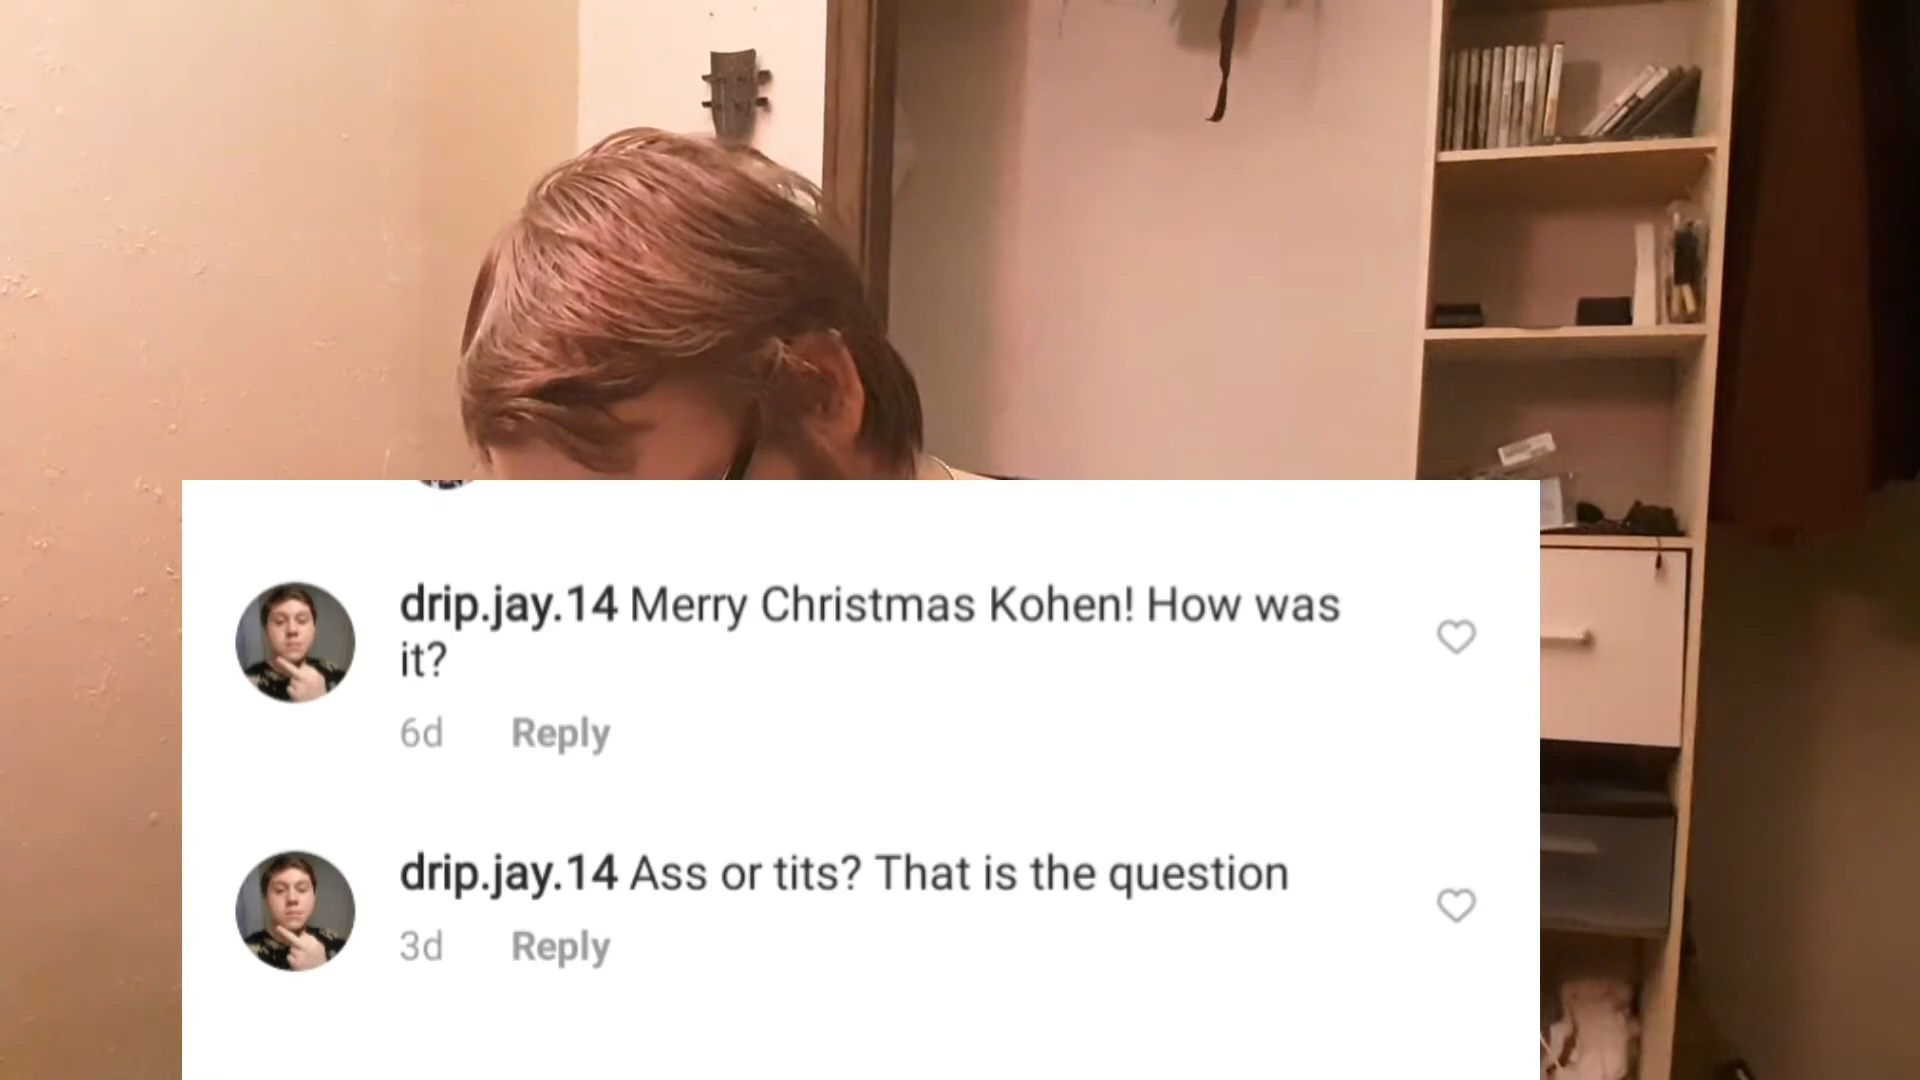 drip.jay.14 Merry Christmas Kohen! How was
it?
6d Reply
drip.jay.14 Ass or tits? That is the question
3d Reply